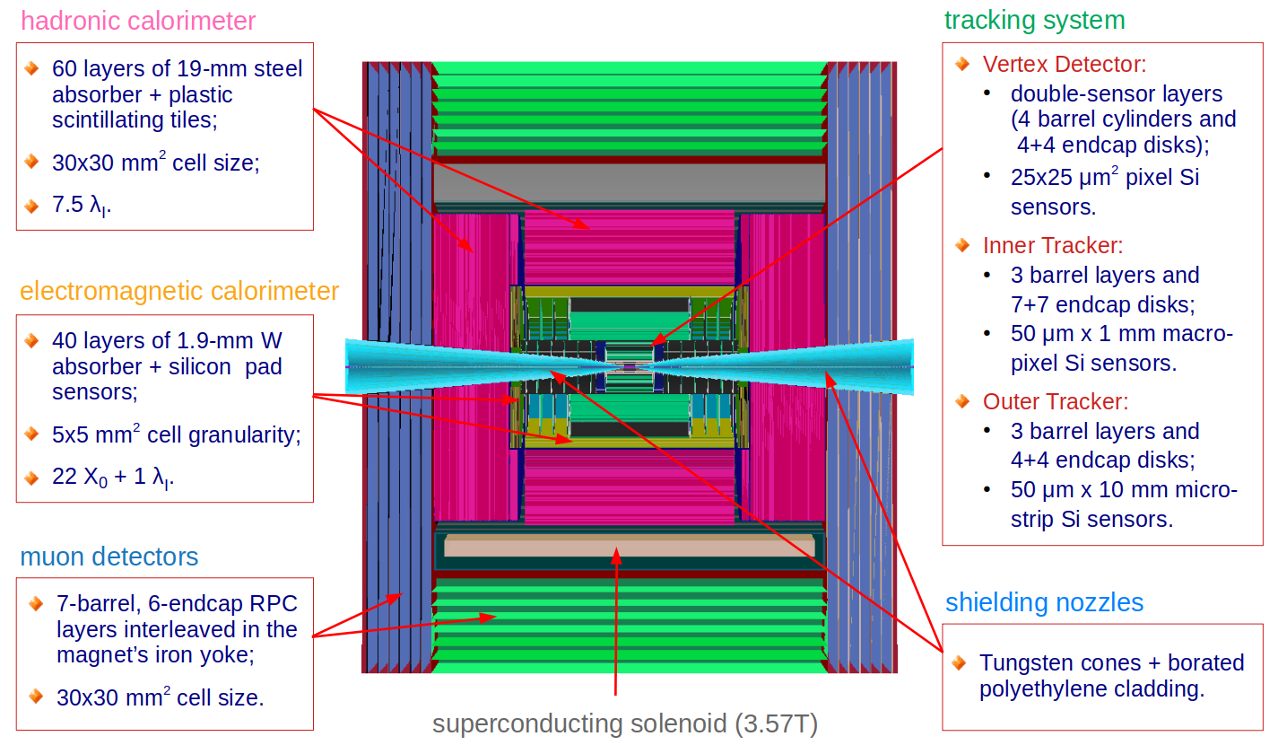 hadronic calorimeter
60 layers of 19-mm steel
absorber + plastic
scintillating tiles;
30x30 mm² cell size;
7.5 λI.
electromagnetic calorimeter
40 layers of 1.9-mm W
absorber + silicon pad
sensors;
5x5 mm² cell granularity;
22 X0 + 1 λI.
muon detectors
7-barrel, 6-endcap RPC
layers interleaved in the
magnet’s iron yoke;
30x30 mm² cell size.
superconducting solenoid (3.57T)
tracking system
Vertex Detector:
• double-sensor layers
(4 barrel cylinders and
4+4 endcap disks);
• 25x25 μm² pixel Si
sensors.
Inner Tracker:
• 3 barrel layers and
7+7 endcap disks;
• 50 μm x 1 mm macro-
pixel Si sensors.
Outer Tracker:
• 3 barrel layers and
4+4 endcap disks;
• 50 μm x 10 mm micro-
strip Si sensors.
shielding nozzles
Tungsten cones + borated
polyethylene cladding.